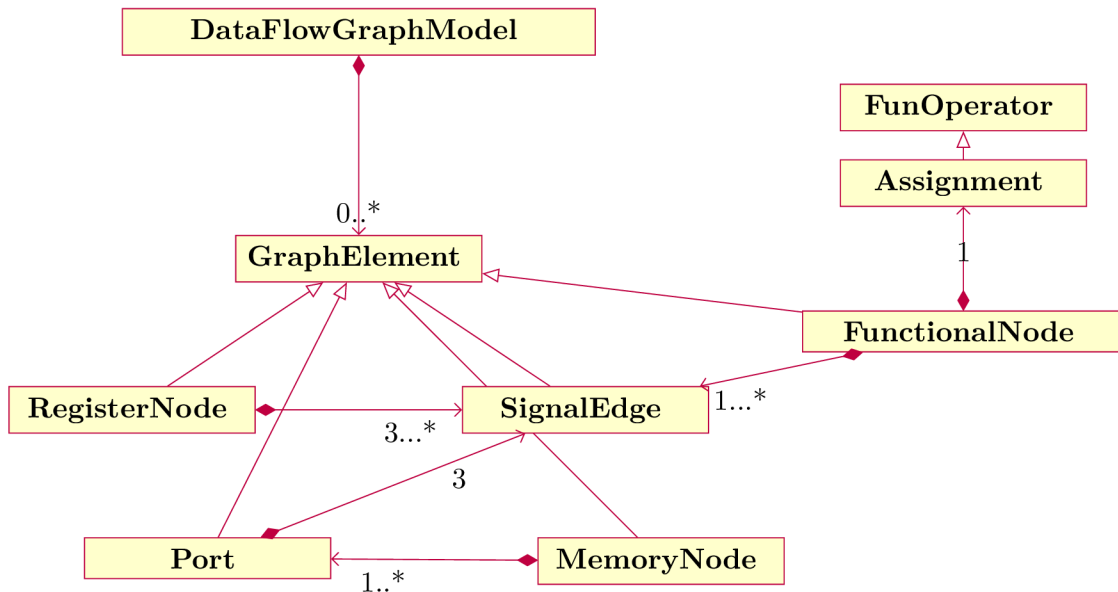 DataFlowGraphModel
FunOperator
Assignment
0..*
GraphElement
1
FunctionalNode
RegisterNode
SignalEdge
1...*
3...*
3
Port
MemoryNode
1..*